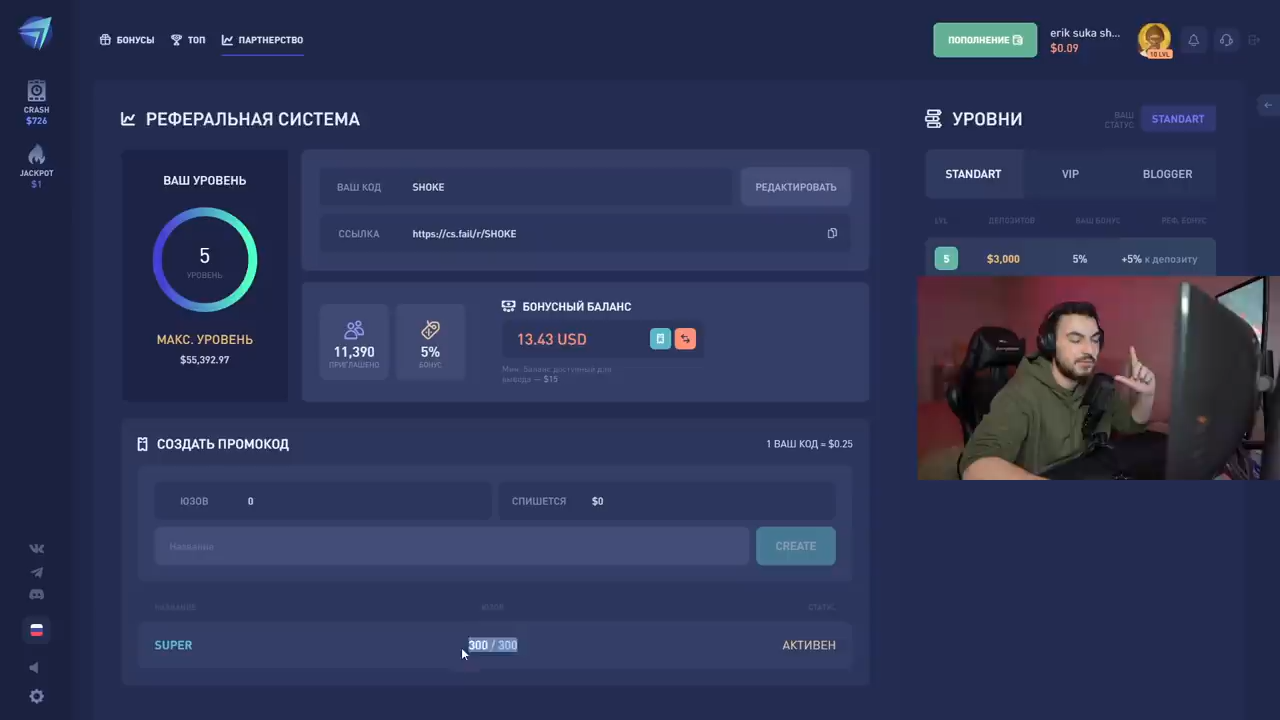 БОНУСЫ
ТОП
ПАРТНЕРСТВО
ПОПОЛНЕНИЕ
erik suka sh...
$0.09
10 LVL
CRASH
$726
JACKPOT
$1
РЕФЕРАЛЬНАЯ СИСТЕМА
ВАШ УРОВЕНЬ
5
УРОВЕНЬ
МАКС. УРОВЕНЬ
$55,392.97
ВАШ КОД SHOKE
РЕДАКТИРОВАТЬ
ССЫЛКА https://cs.fail/r/SHOKE
11,390
ПРИГЛАШЕНО
5%
БОНУС
БОНУСНЫЙ БАЛАНС
13.43 USD
Мин. баланс доступный для
вывода — $15
СОЗДАТЬ ПРОМОКОД
1 ВАШ КОД = $0.25
ЮЗОВ 0
СПИШЕТСЯ $0
Название
CREATE
НАЗВАНИЕ ЮЗОВ СТАТУС
SUPER 300 / 300 АКТИВЕН
УРОВНИ
ВАШ
СТАТУС
STANDART
STANDART VIP BLOGGER
LVL ДЕПОЗИТОВ ВАШ БОНУС РЕФ. БОНУС
5 $3,000 5% +5% к депозиту